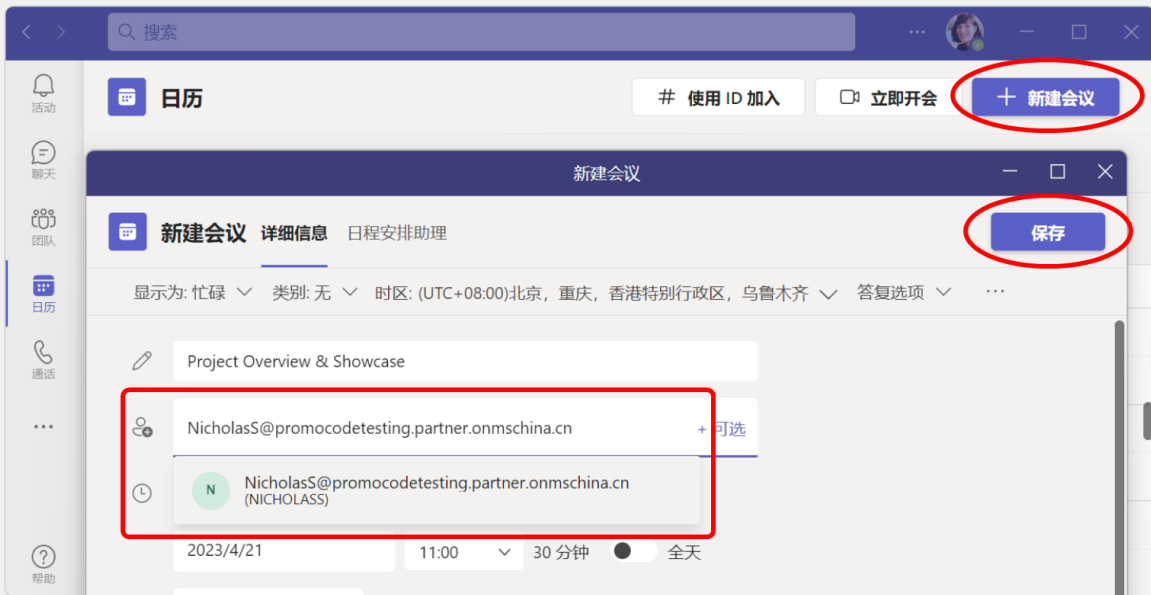 搜索
活动
聊天
团队
日历
通话
帮助
日历
# 使用 ID 加入
立即开会
+ 新建会议
新建会议
新建会议 详细信息 日程安排助理
保存
显示为: 忙碌 类别: 无 时区: (UTC+08:00)北京，重庆，香港特别行政区，乌鲁木齐 答复选项 ...
Project Overview & Showcase
NicholasS@promocodetesting.partner.onmschina.cn + 可选
N
NicholasS@promocodetesting.partner.onmschina.cn
(NICHOLASS)
2023/4/21 11:00 30 分钟 全天